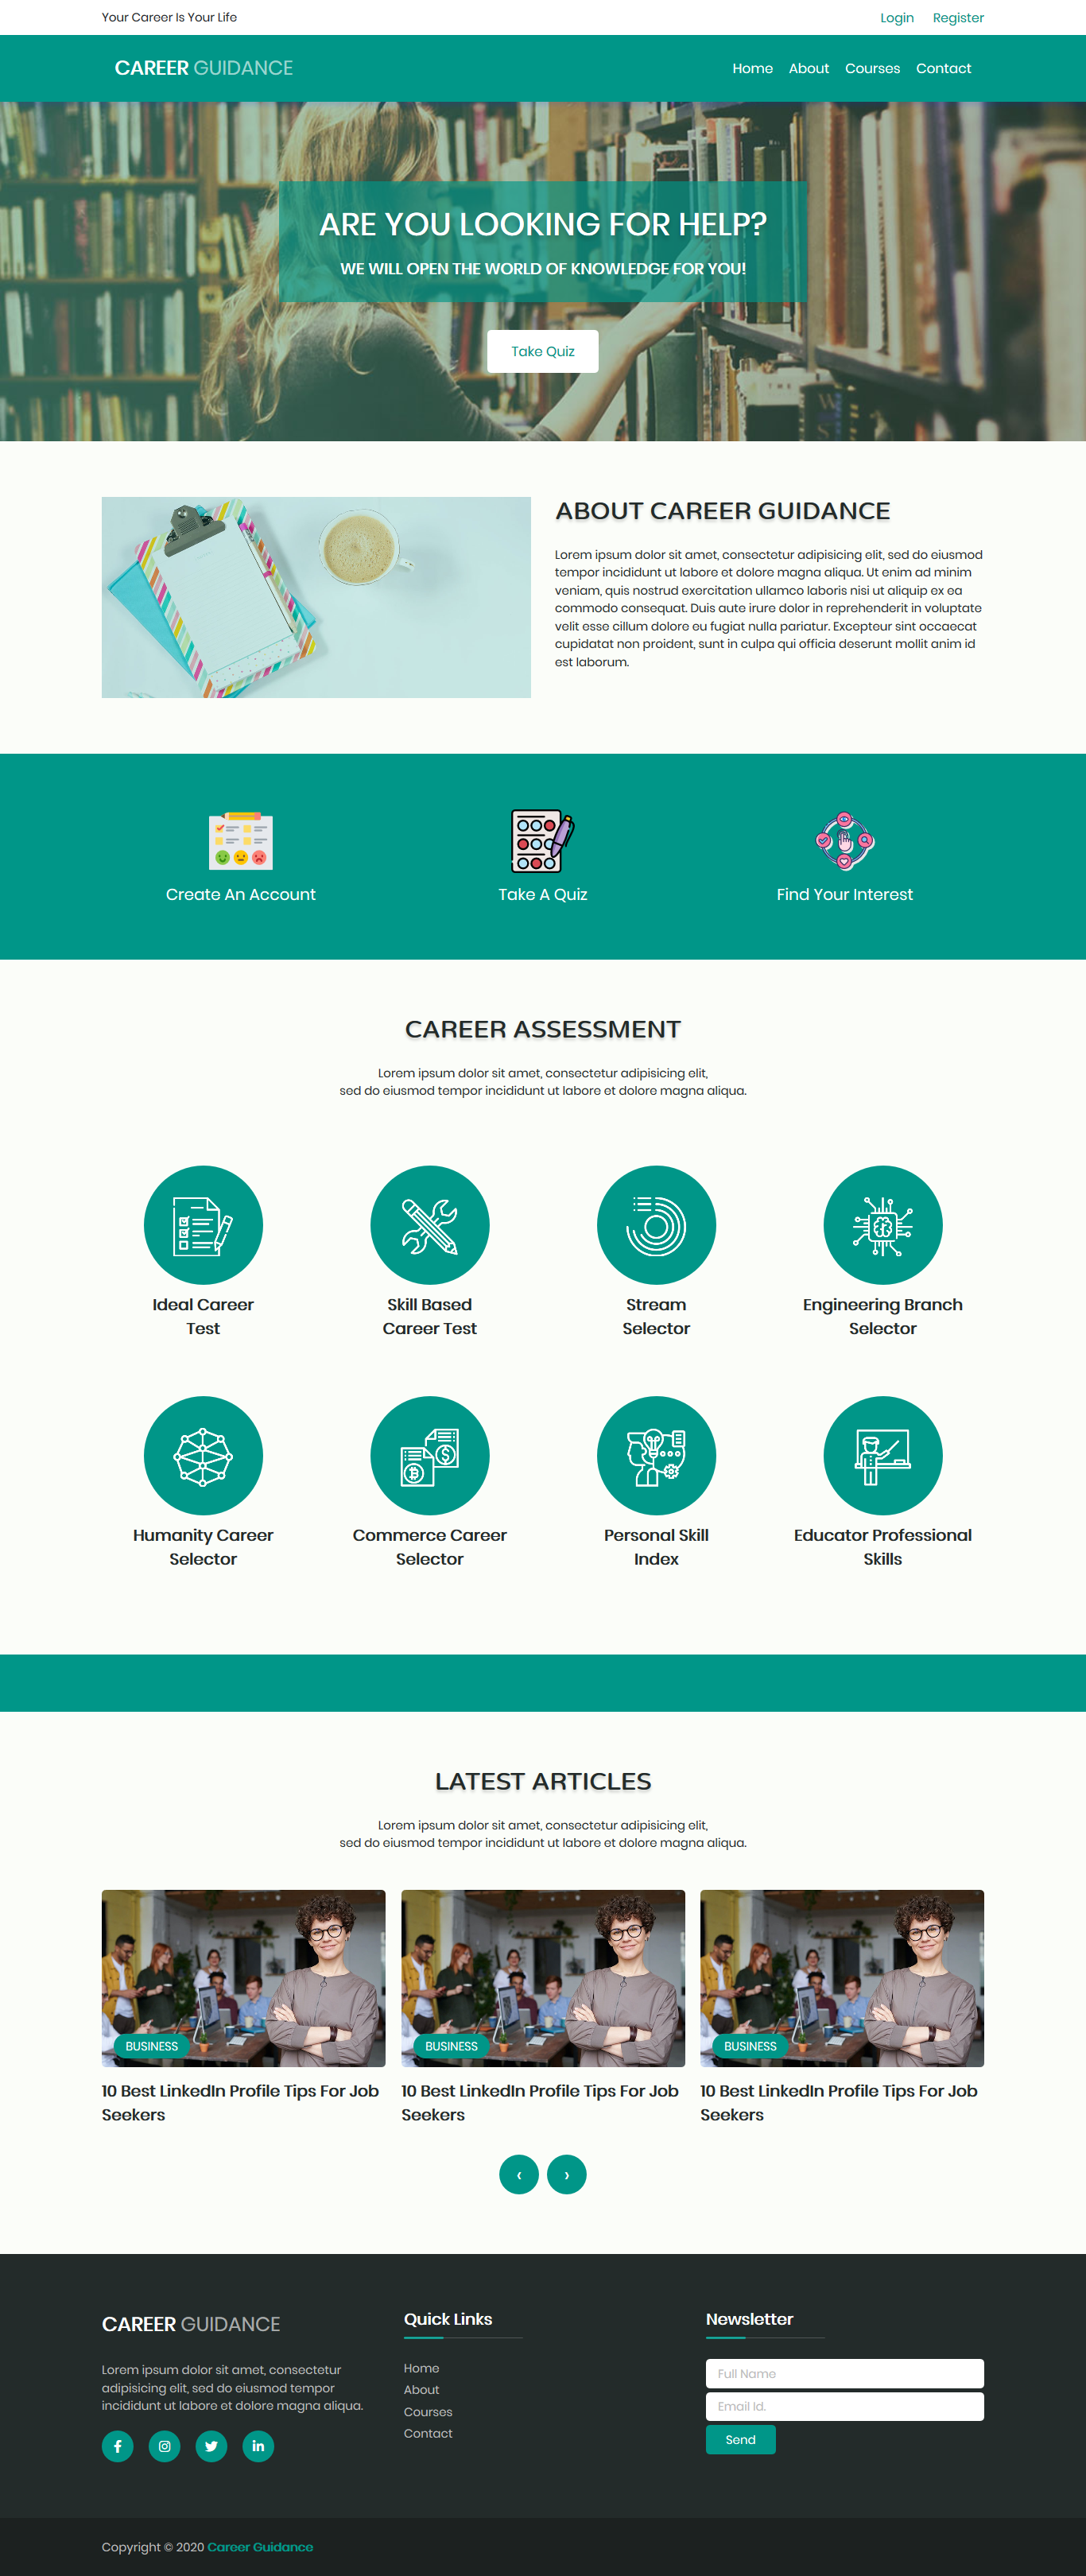 Your Career Is Your Life
Login Register
CAREER GUIDANCE
Home About Courses Contact
ARE YOU LOOKING FOR HELP?
WE WILL OPEN THE WORLD OF KNOWLEDGE FOR YOU!
Take Quiz
ABOUT CAREER GUIDANCE
Lorem ipsum dolor sit amet, consectetur adipisicing elit, sed do eiusmod
tempor incididunt ut labore et dolore magna aliqua. Ut enim ad minim
veniam, quis nostrud exercitation ullamco laboris nisi ut aliquip ex ea
commodo consequat. Duis aute irure dolor in reprehenderit in voluptate
velit esse cillum dolore eu fugiat nulla pariatur. Excepteur sint occaecat
cupidatat non proident, sunt in culpa qui officia deserunt mollit anim id
est laborum.
Create An Account
Take A Quiz
Find Your Interest
CAREER ASSESSMENT
Lorem ipsum dolor sit amet, consectetur adipisicing elit,
sed do eiusmod tempor incididunt ut labore et dolore magna aliqua.
Ideal Career
Test
Skill Based
Career Test
Stream
Selector
Engineering Branch
Selector
Humanity Career
Selector
Commerce Career
Selector
Personal Skill
Index
Educator Professional
Skills
LATEST ARTICLES
Lorem ipsum dolor sit amet, consectetur adipisicing elit,
sed do eiusmod tempor incididunt ut labore et dolore magna aliqua.
BUSINESS
10 Best LinkedIn Profile Tips For Job
Seekers
BUSINESS
10 Best LinkedIn Profile Tips For Job
Seekers
BUSINESS
10 Best LinkedIn Profile Tips For Job
Seekers
‹ ›
CAREER GUIDANCE
Lorem ipsum dolor sit amet, consectetur
adipisicing elit, sed do eiusmod tempor
incididunt ut labore et dolore magna aliqua.
Quick Links
Home
About
Courses
Contact
Newsletter
Full Name
Email Id.
Send
Copyright © 2020 Career Guidance